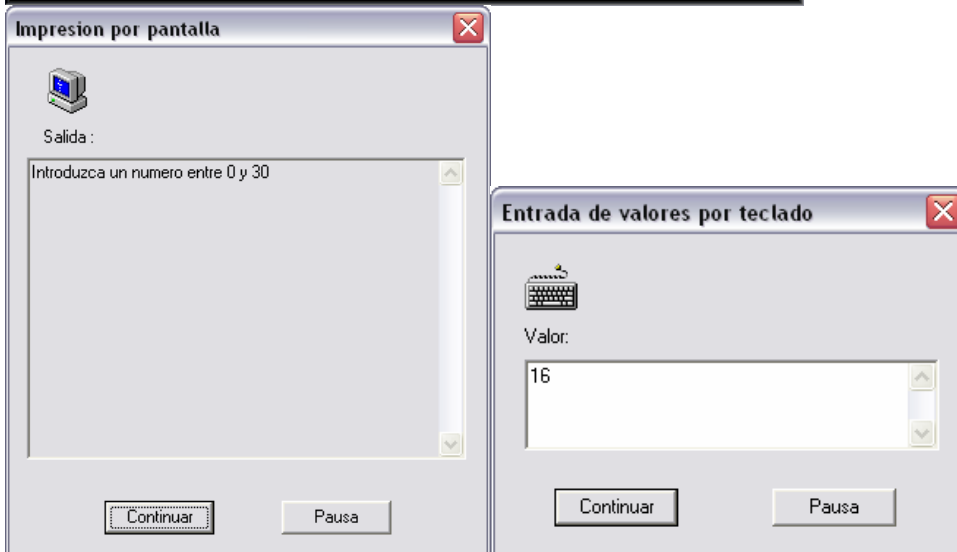 Impresion por pantalla
Salida :
Introduzca un numero entre 0 y 30
Continuar
Pausa
Entrada de valores por teclado
Valor:
16
Continuar
Pausa